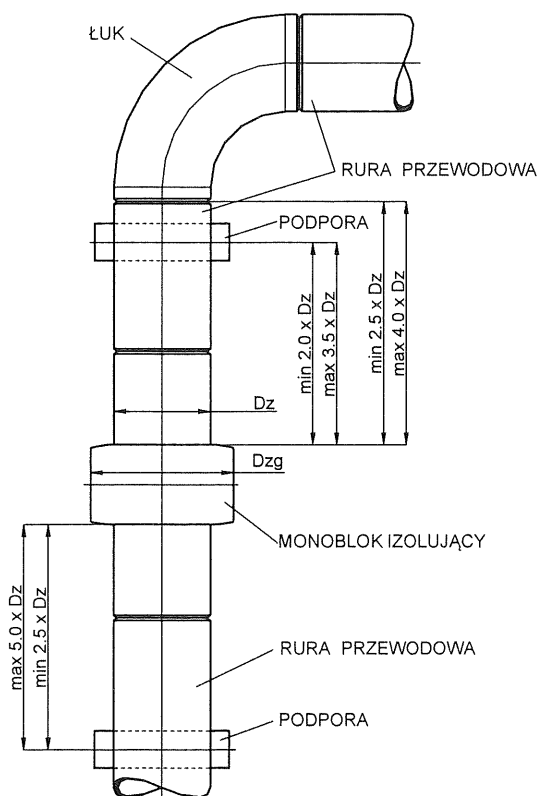 ŁUK
RURA PRZEWODOWA
PODPORA
min 2.0 x Dz
max 3.5 x Dz
min 2.5 x Dz
max 4.0 x Dz
Dz
Dzg
MONOBLOK IZOLUJĄCY
max 5.0 x Dz
min 2.5 x Dz
RURA PRZEWODOWA
PODPORA